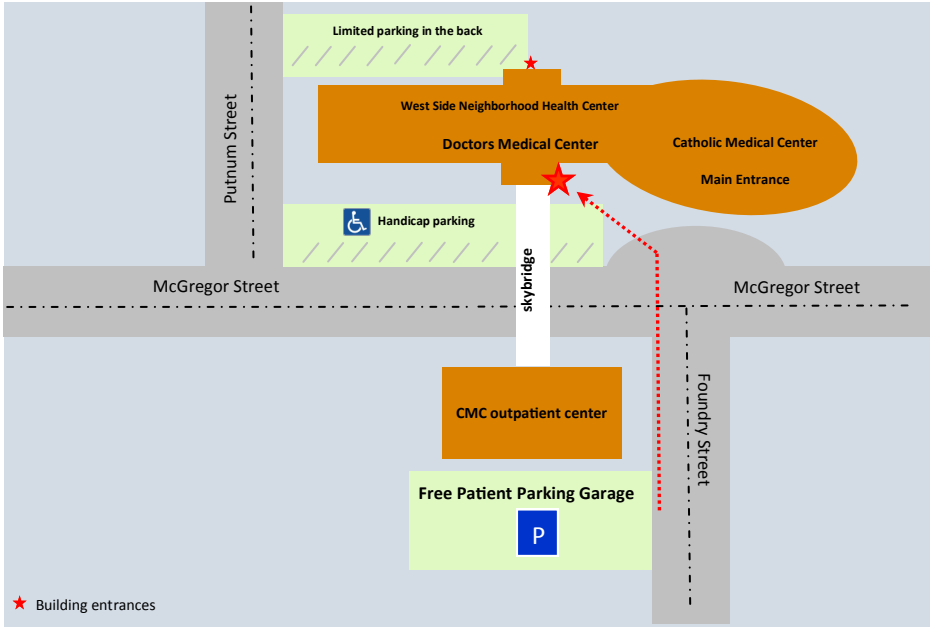 Limited parking in the back
Putnum Street
West Side Neighborhood Health Center
Doctors Medical Center
Catholic Medical Center
Main Entrance
Handicap parking
skybridge
McGregor Street
McGregor Street
CMC outpatient center
Foundry Street
Free Patient Parking Garage
P
Building entrances